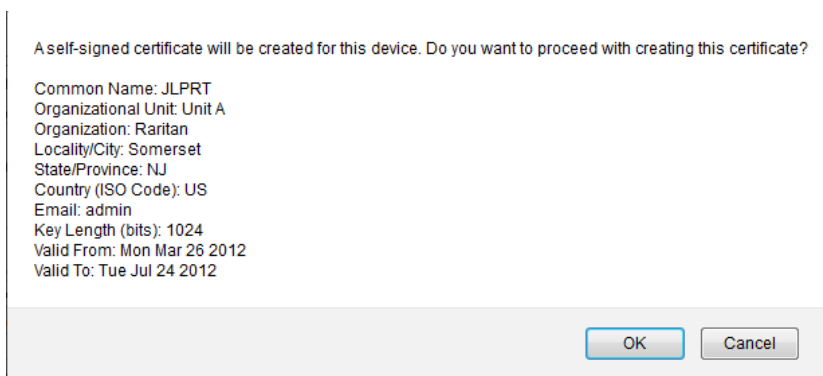 A self-signed certificate will be created for this device. Do you want to proceed with creating this certificate?
Common Name: JLPRT
Organizational Unit: Unit A
Organization: Raritan
Locality/City: Somerset
State/Province: NJ
Country (ISO Code): US
Email: admin
Key Length (bits): 1024
Valid From: Mon Mar 26 2012
Valid To: Tue Jul 24 2012
OK
Cancel